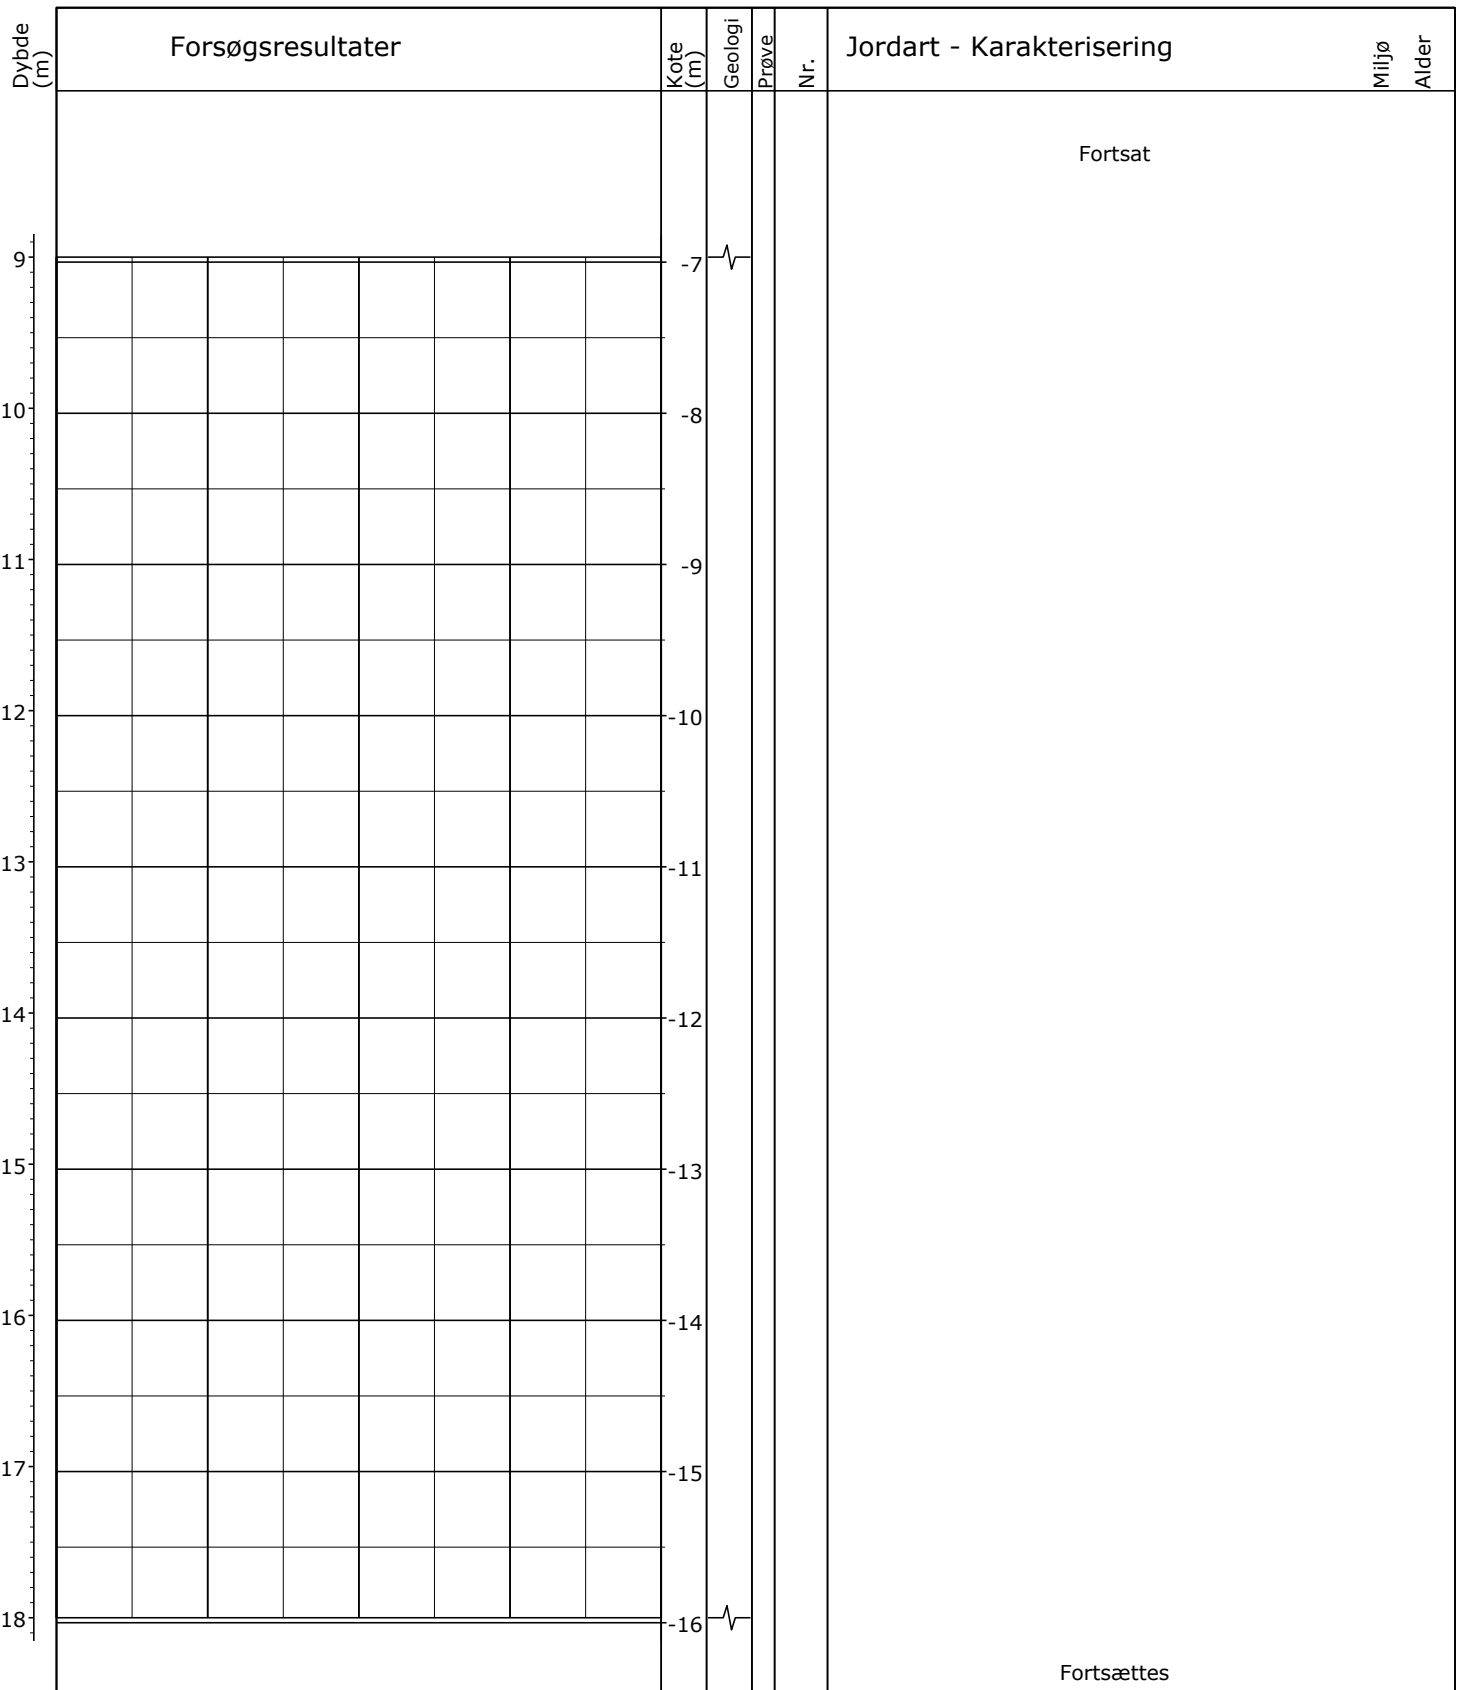 Dybde
(m)
Forsøgsresultater
Kote
(m)
Geologi
Prøve
Nr.
Jordart - Karakterisering
Miljø
Alder
Fortsat
9
-7
10
-8
11
-9
12
-10
13
-11
14
-12
15
-13
16
-14
17
-15
18
-16
Fortsættes